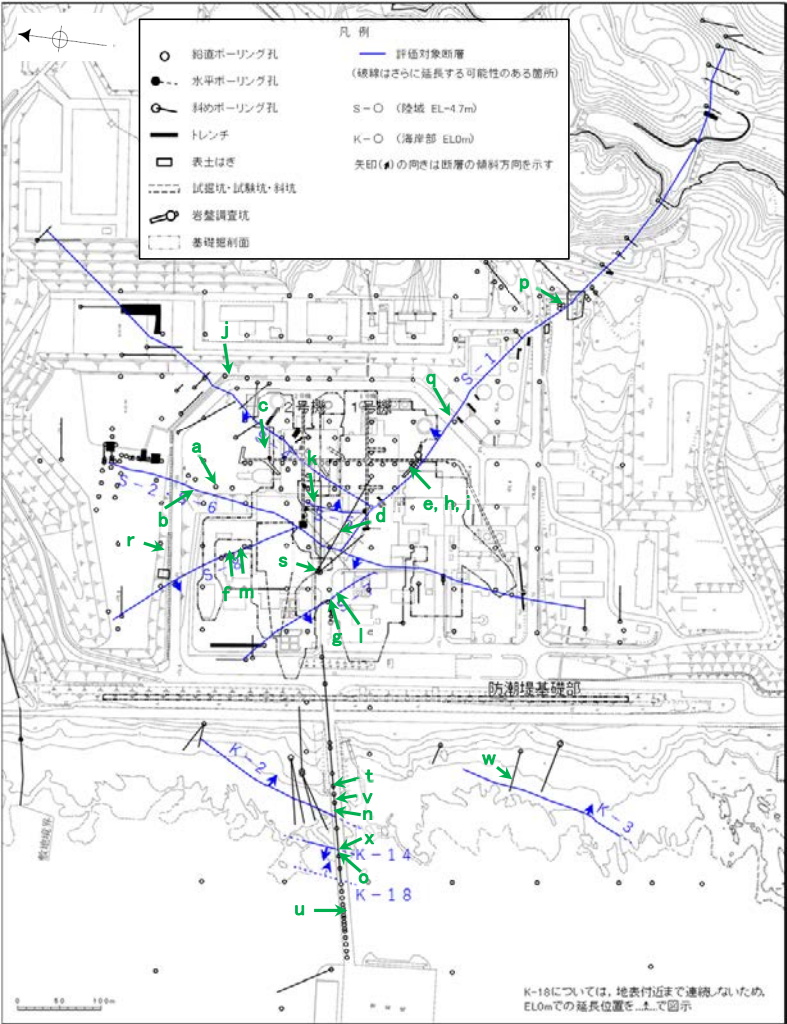 凡 例
鉛直ボーリング孔
水平ボーリング孔
斜めボーリング孔
トレンチ
表土はぎ
試掘坑・試験坑・斜坑
岩盤調査坑
基礎掘削面
評価対象断層
(破線はさらに延長する可能性のある箇所)
S-○ (陸域 EL-4.7m)
K-○ (海岸部 EL0m)
矢印( )の向きは断層の傾斜方向を示す
p
S-1
j
q
c
2号機
1号機
a
k
b
S-2・S-6
d
e, h, i
r
s
f
m
g
l
防潮堤基礎部
K-2
t
v
n
w
K-3
x
K-14
o
K-18
u
敷地境界
0 50 100m
K-18については,地表付近まで連続しないため,
EL0mでの延長位置を で図示